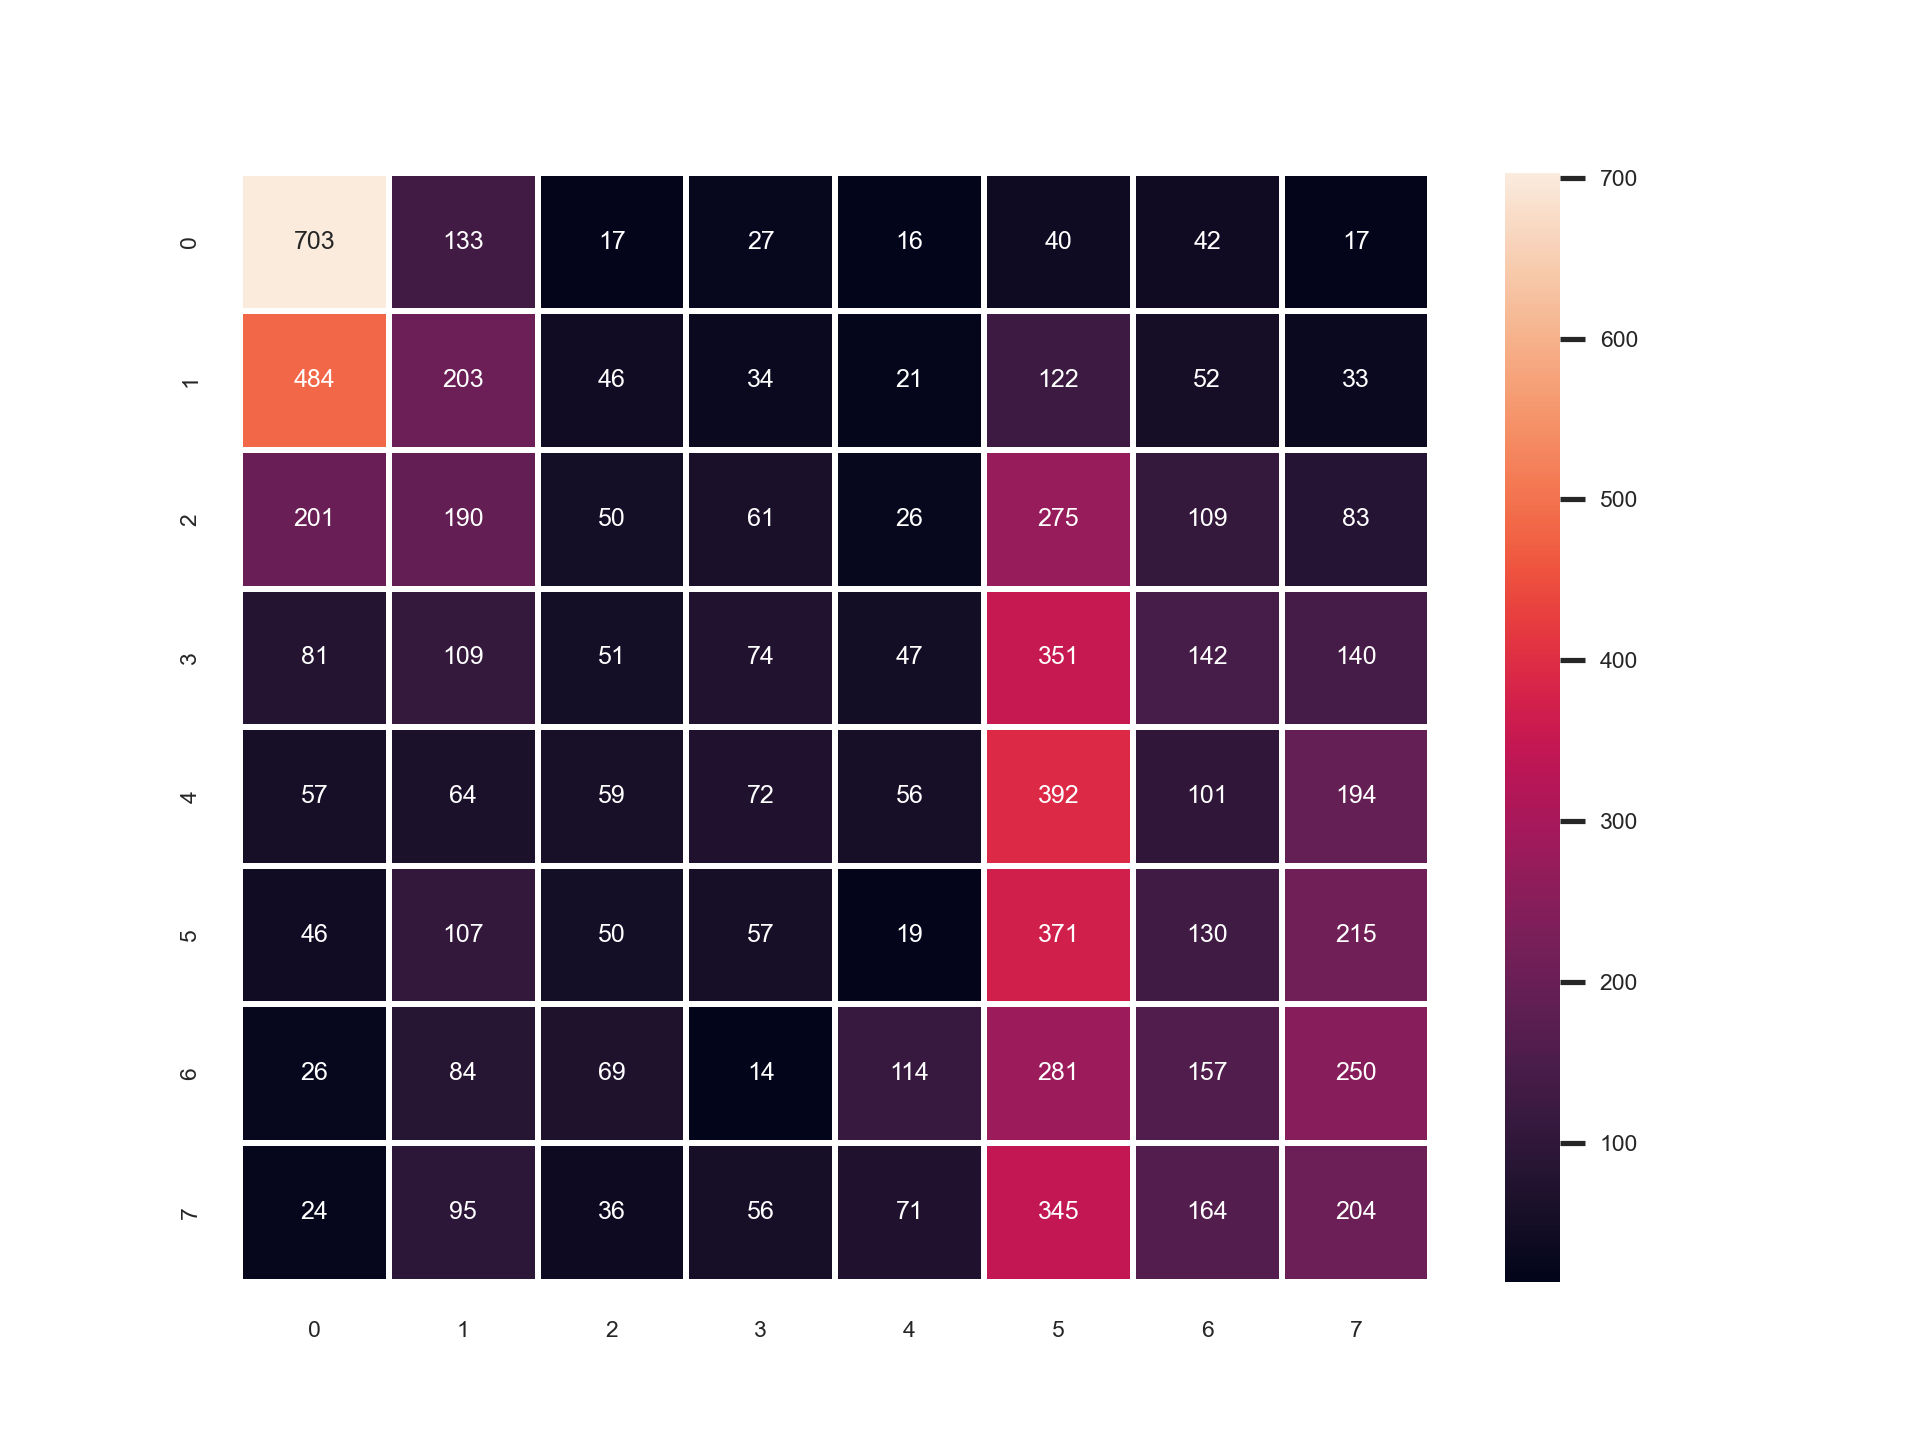 0 703 133 17 27 16 40 42 17
1 484 203 46 34 21 122 52 33
2 201 190 50 61 26 275 109 83
3 81 109 51 74 47 351 142 140
4 57 64 59 72 56 392 101 194
5 46 107 50 57 19 371 130 215
6 26 84 69 14 114 281 157 250
7 24 95 36 56 71 345 164 204
0 1 2 3 4 5 6 7
700
600
500
400
300
200
100